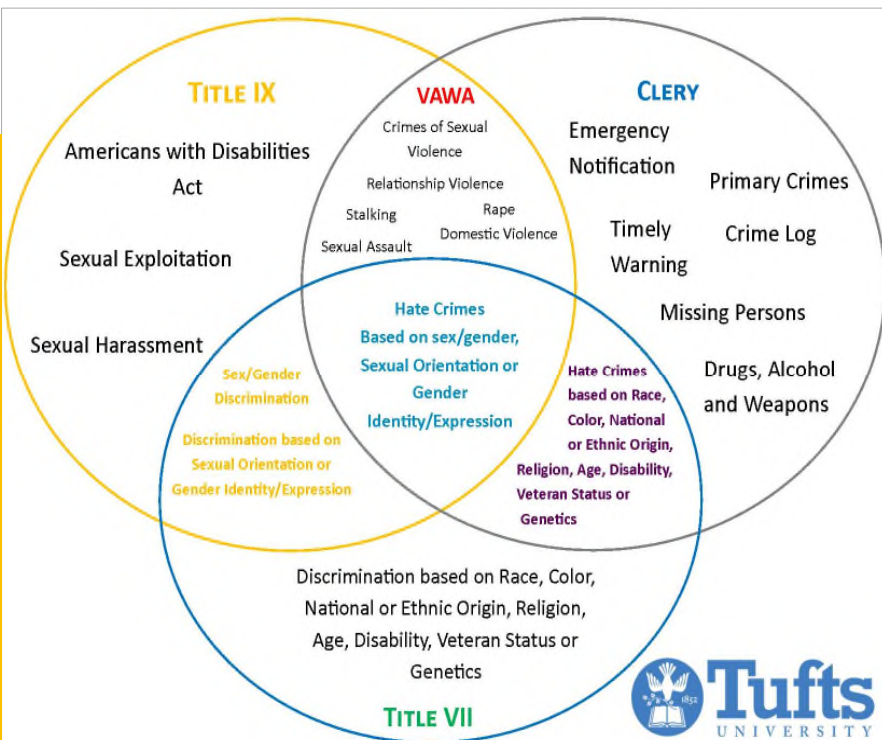 TITLE IX
Americans with Disabilities
Act
Sexual Exploitation
Sexual Harassment
VAWA
Crimes of Sexual
Violence
Relationship Violence
Stalking
Rape
Sexual Assault
Domestic Violence
CLERY
Emergency
Notification
Primary Crimes
Timely
Warning
Crime Log
Missing Persons
Drugs, Alcohol
and Weapons
Sex/Gender
Discrimination
Discrimination based on
Sexual Orientation or
Gender Identity/Expression
Hate Crimes
Based on sex/gender,
Sexual Orientation or
Gender
Identity/Expression
Hate Crimes
based on Race,
Color, National
or Ethnic Origin,
Religion, Age, Disability,
Veteran Status or
Genetics
Discrimination based on Race, Color,
National or Ethnic Origin, Religion,
Age, Disability, Veteran Status or
Genetics
TITLE VII
1852
Tufts
UNIVERSITY